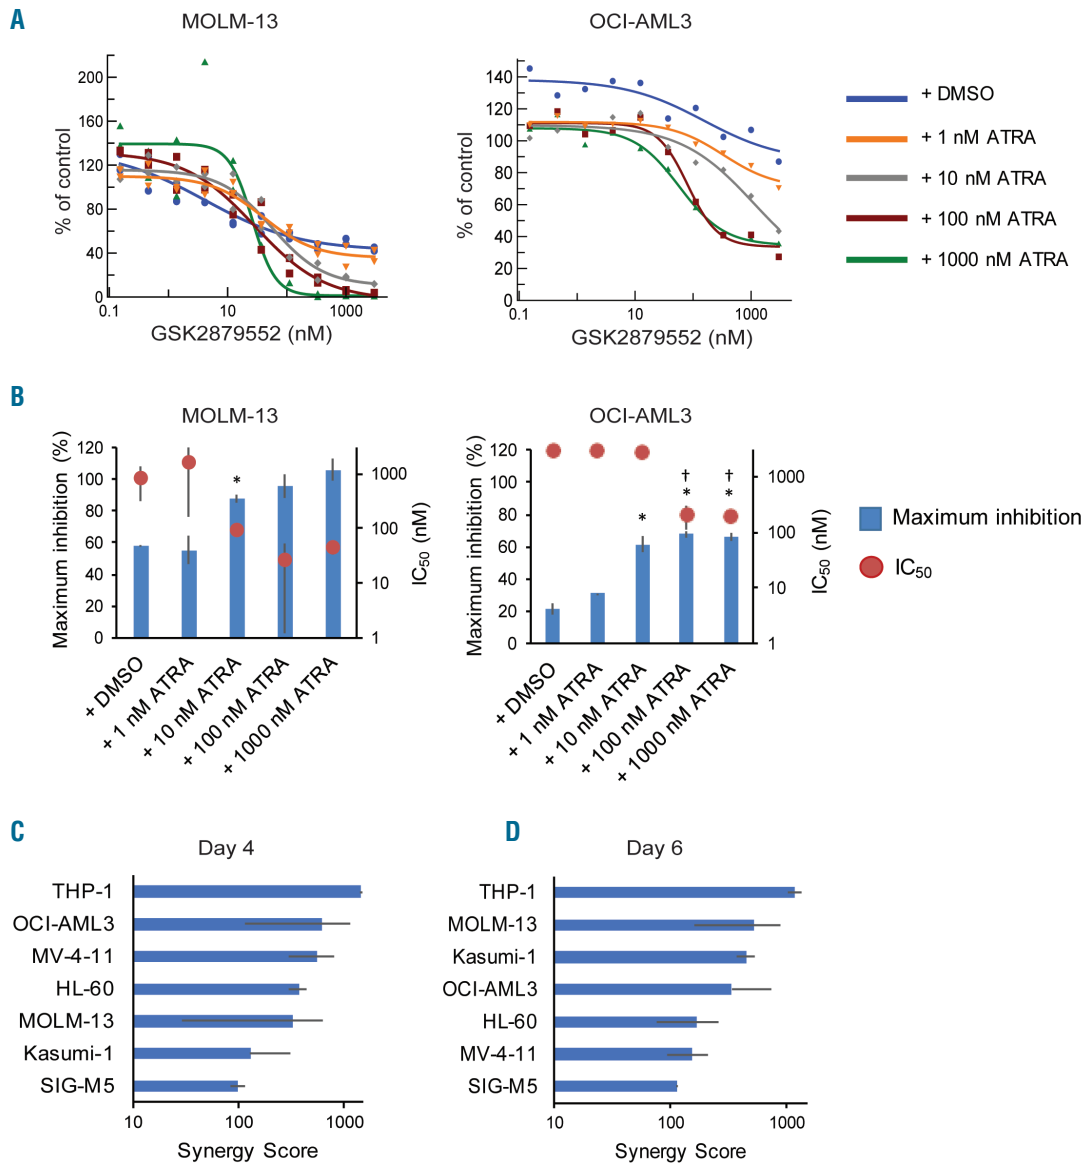 A
MOLM-13
OCI-AML3
% of control
200
160
120
80
40
0
0.1
10
1000
GSK2879552 (nM)
% of control
140
120
100
80
60
40
20
0
0.1
10
1000
GSK2879552 (nM)
+ DMSO
+ 1 nM ATRA
+ 10 nM ATRA
+ 100 nM ATRA
+ 1000 nM ATRA
B
MOLM-13
OCI-AML3
Maximum inhibition (%)
120
100
80
60
40
20
0
*
1000
100
10
1
IC50 (nM)
+ DMSO
+ 1 nM ATRA
+ 10 nM ATRA
+ 100 nM ATRA
+ 1000 nM ATRA
Maximum inhibition (%)
120
100
80
60
40
20
0
*
†
*
†
*
1000
100
10
1
IC50 (nM)
+ DMSO
+ 1 nM ATRA
+ 10 nM ATRA
+ 100 nM ATRA
+ 1000 nM ATRA
Maximum inhibition
IC50
C
Day 4
THP-1
OCI-AML3
MV-4-11
HL-60
MOLM-13
Kasumi-1
SIG-M5
10
100
1000
Synergy Score
D
Day 6
THP-1
MOLM-13
Kasumi-1
OCI-AML3
HL-60
MV-4-11
SIG-M5
10
100
1000
Synergy Score